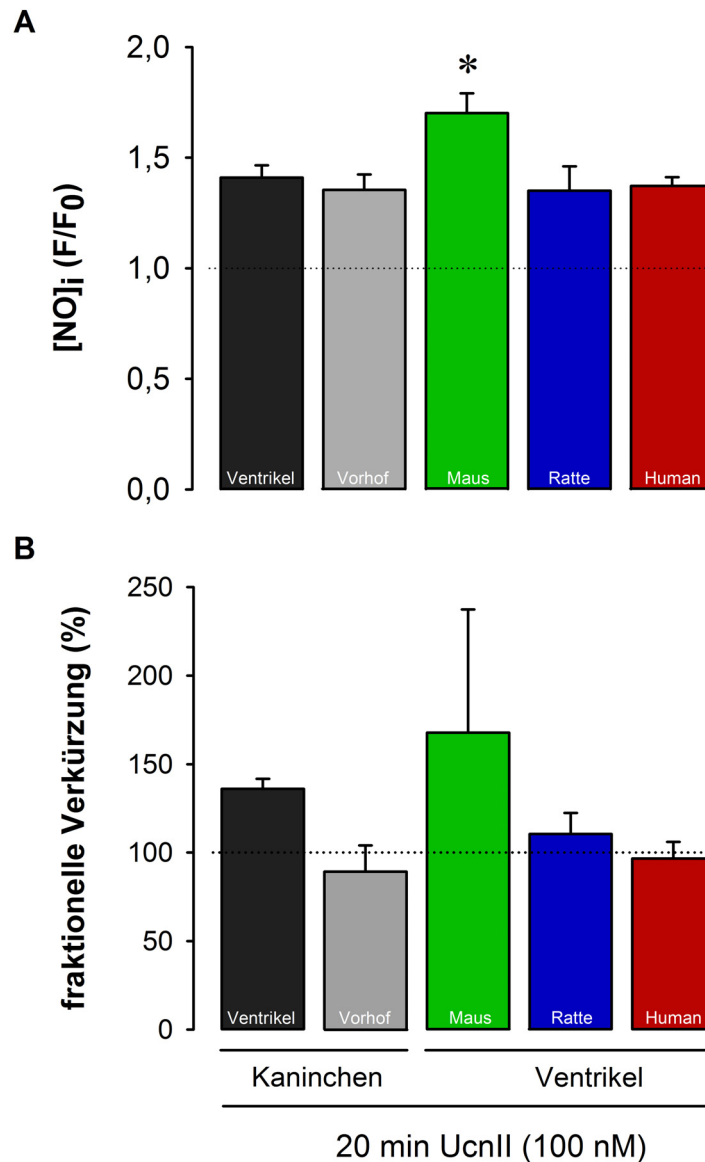 A
[NO]i (F/F0)
2,0
1,5
1,0
0,5
0,0
*
Ventrikel Vorhof Maus Ratte Human
B
fraktionelle Verkürzung (%)
250
200
150
100
50
0
Ventrikel Vorhof Maus Ratte Human
Kaninchen Ventrikel
20 min UcnII (100 nM)